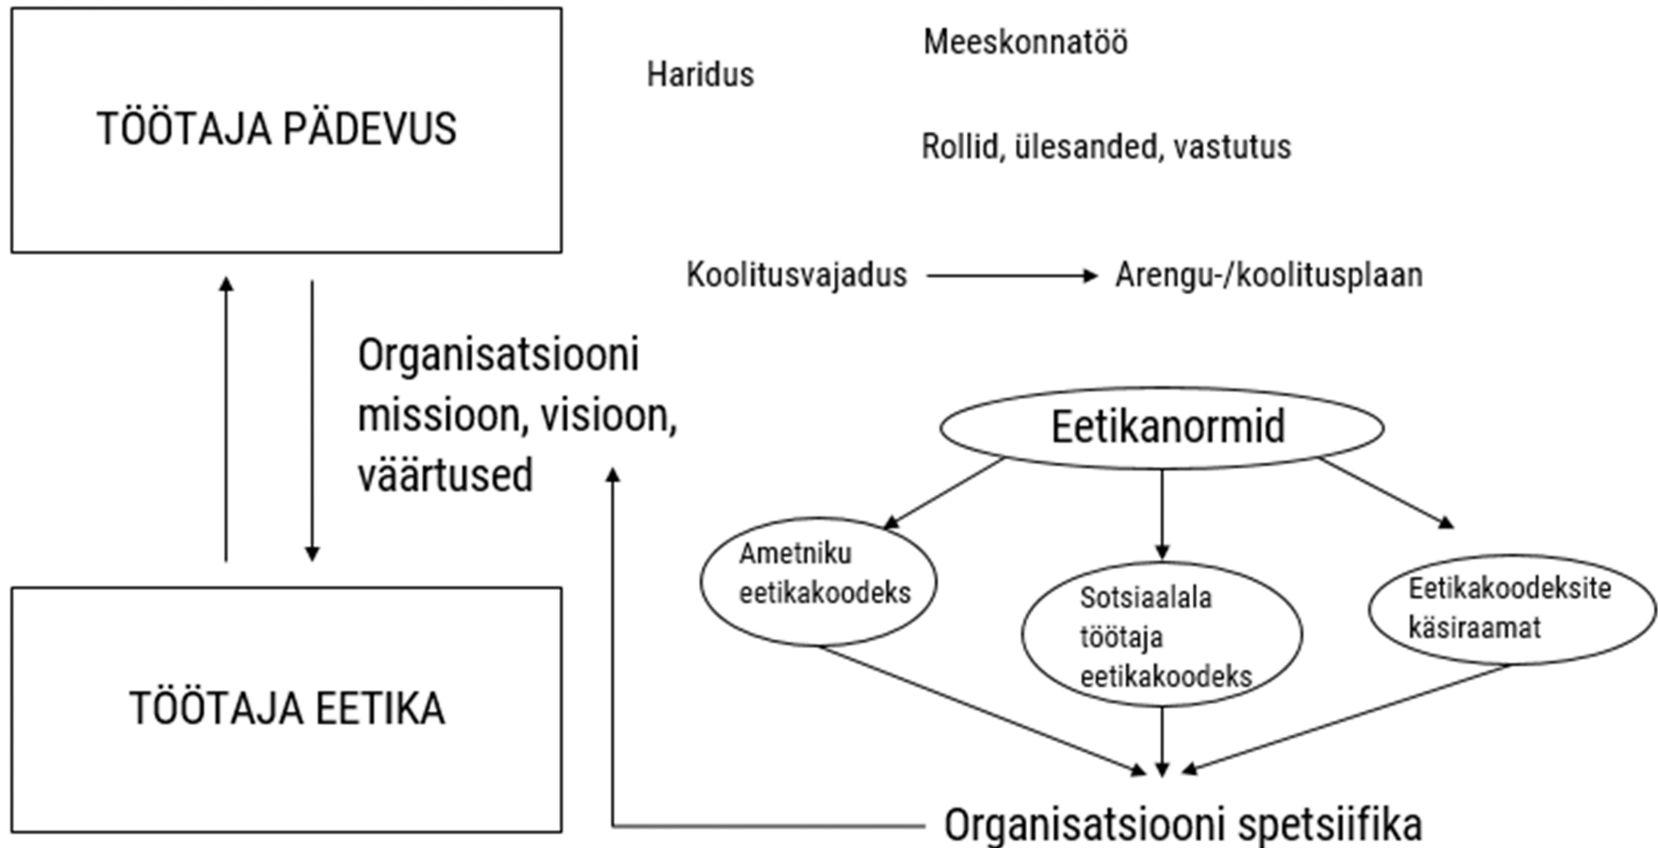 Meeskonnatöö
Haridus
TÖÖTAJA PÄDEVUS
Rollid, ülesanded, vastutus
Koolitusvajadus
Arengu-/koolitusplaan
Organisatsiooni
missioon, visioon,
väärtused
Eetikanormid
Ametniku
eetikakoodeks
Sotsiaalala
töötaja
eetikakoodeks
Eetikakoodeksite
käsiraamat
TÖÖTAJA EETIKA
Organisatsiooni spetsiifika